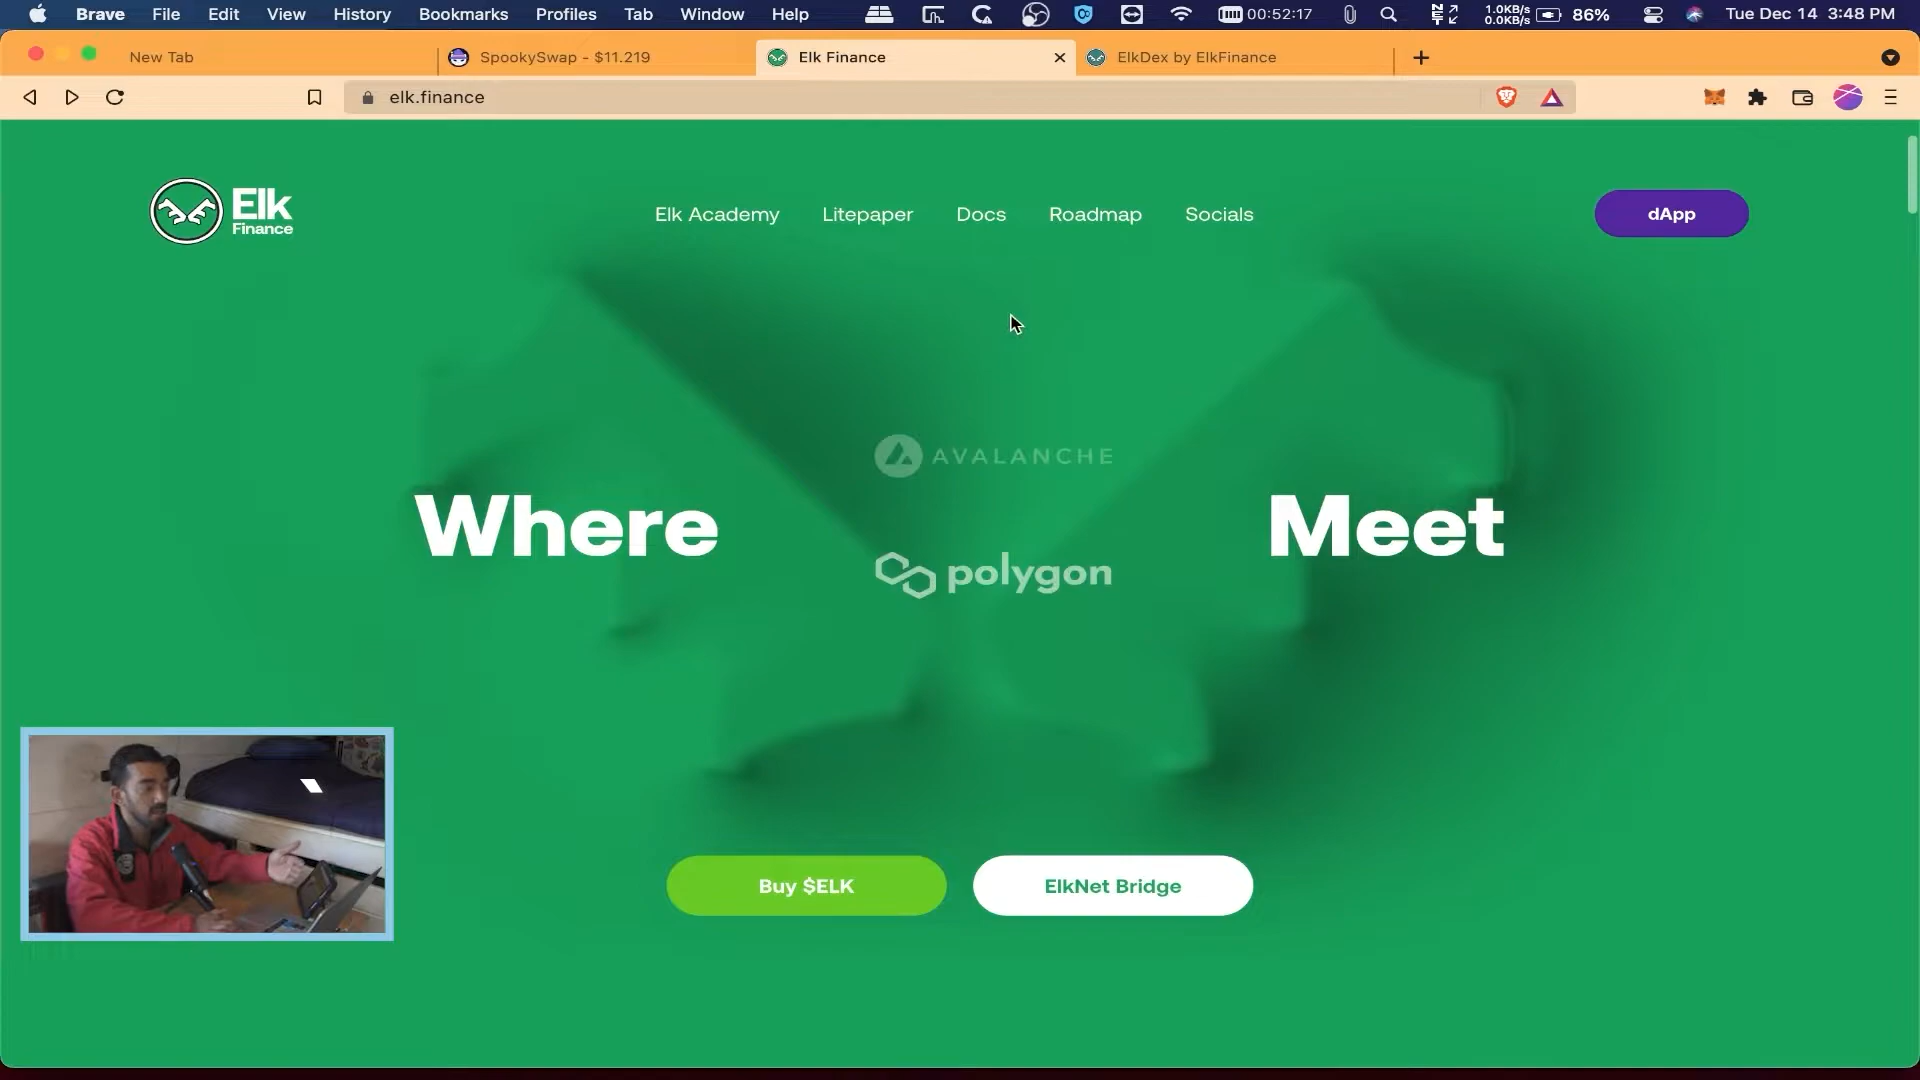 Brave File Edit View History Bookmarks Profiles Tab Window Help 00:52:17 1.0KB/s 0.0KB/s 86% Tue Dec 14 3:48 PM
New Tab SpookySwap - $11.219 Elk Finance ElkDex by ElkFinance
elk.finance
Elk
Finance
Elk Academy Litepaper Docs Roadmap Socials dApp
AVALANCHE
Where Meet
polygon
Buy $ELK ElkNet Bridge